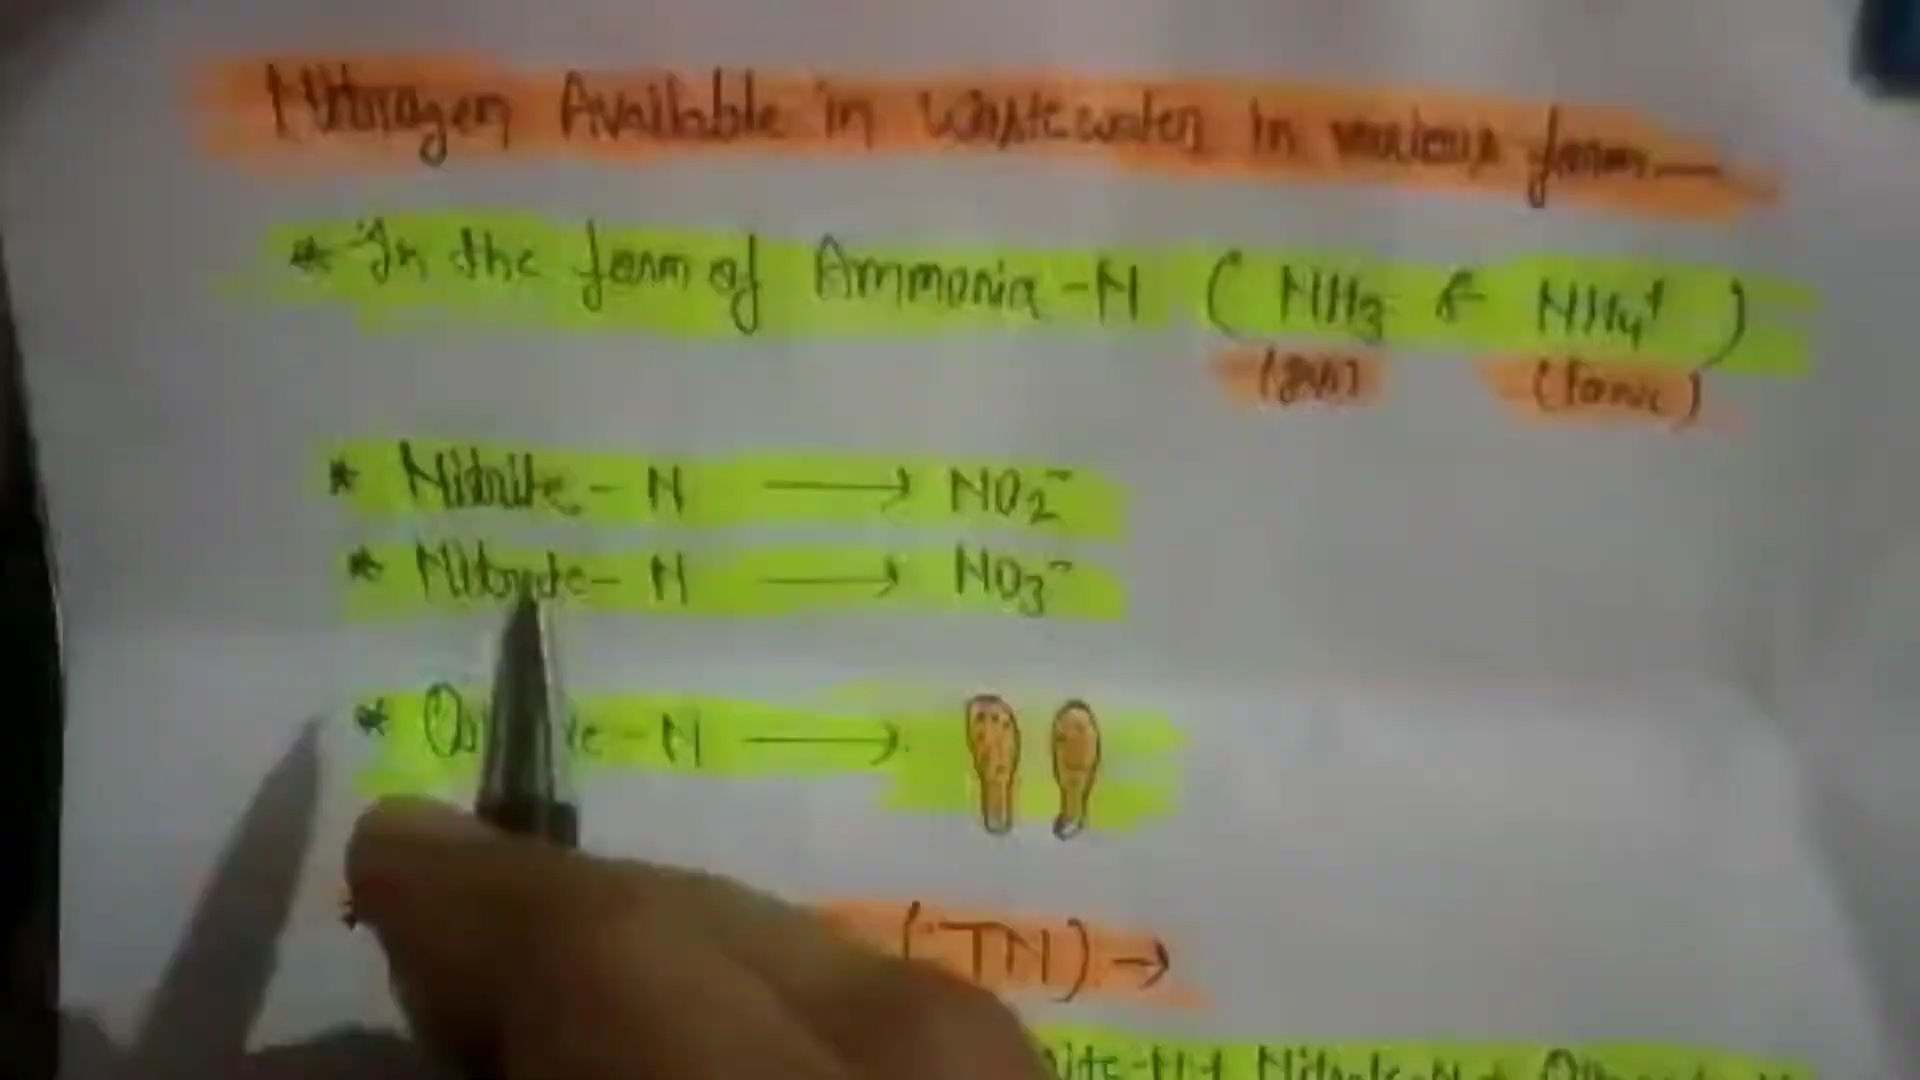 Nitrogen Available in Wastewater in various form—
* In the form of Ammonia-N (NH3 & NH4+)
(gas) (Ionic)
* Nitrite-N → NO2-
* Nitrate-N → NO3-
* -N →
(TN) →
Nitrate-N +